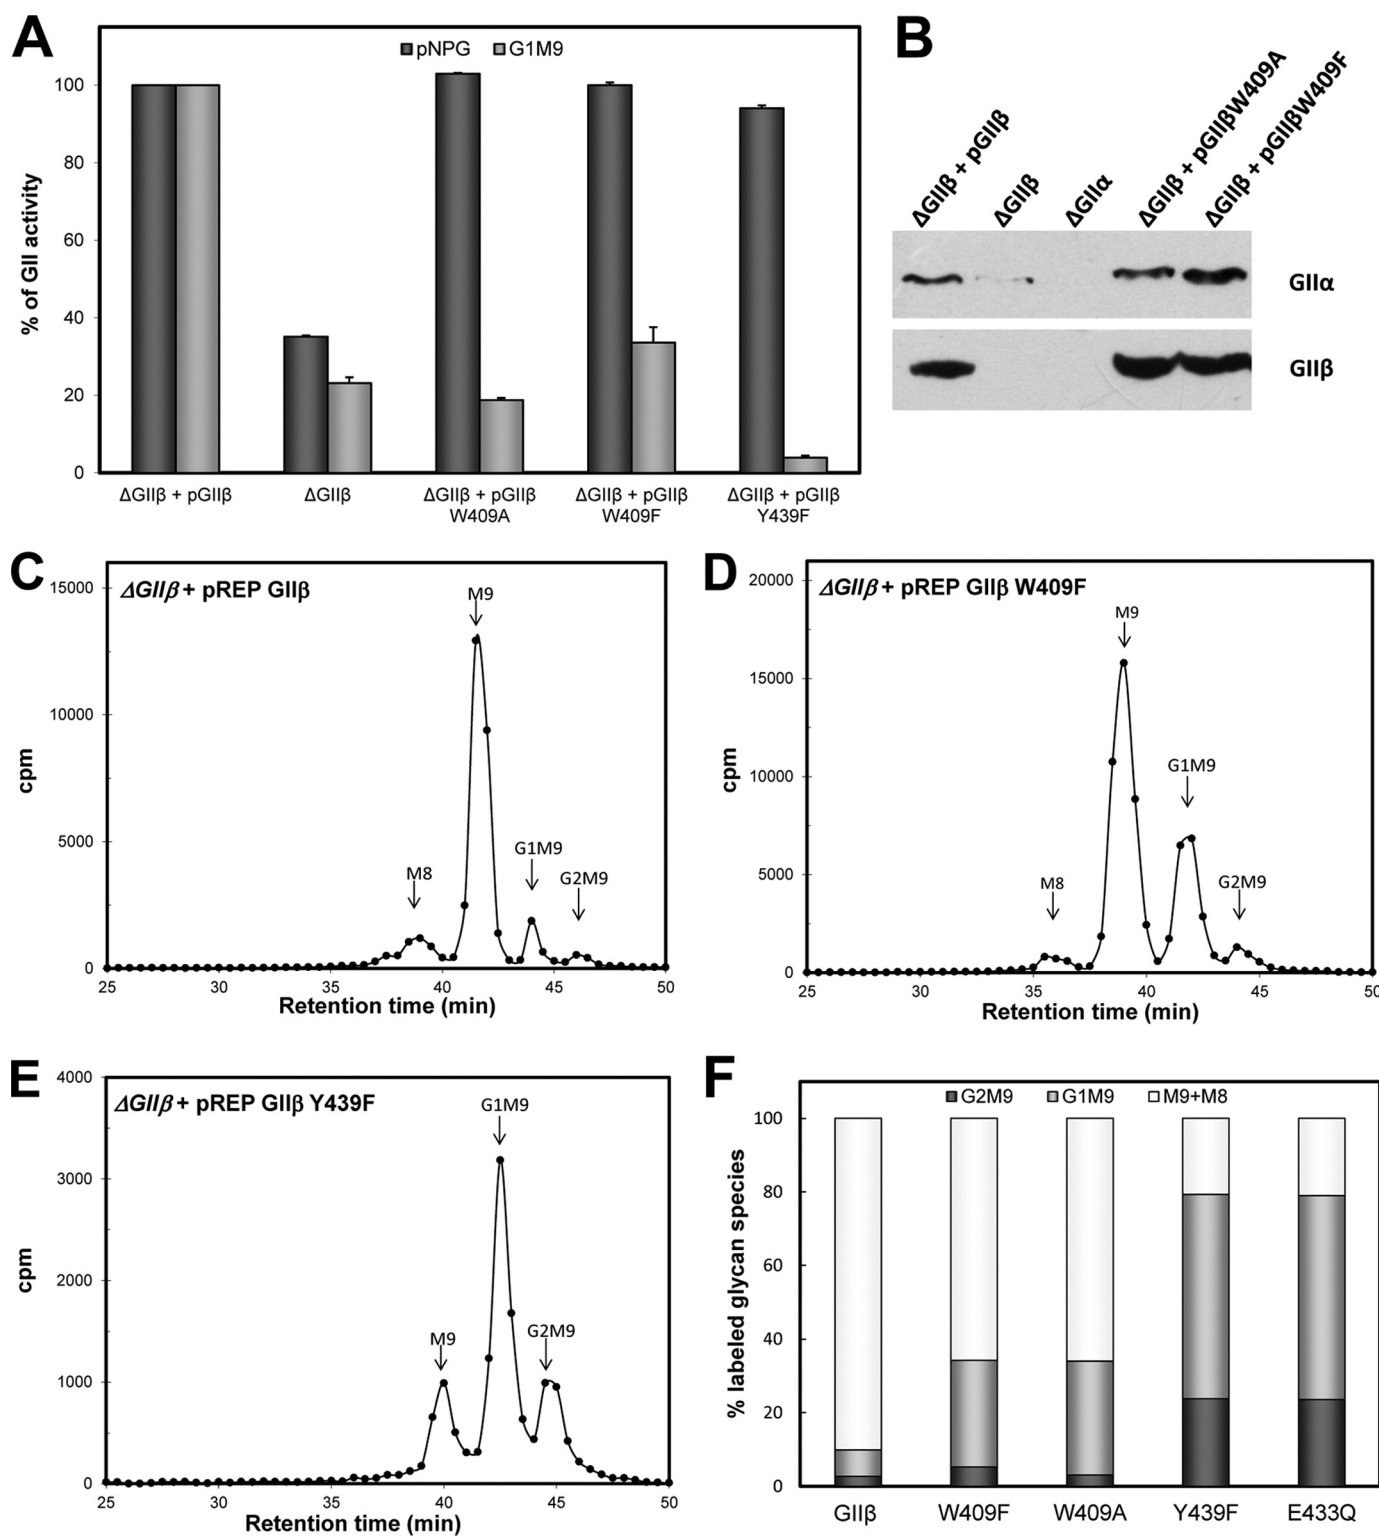 A
pNPG G1M9
% of GII activity
100
80
60
40
20
0
ΔGIIβ + pGIIβ
ΔGIIβ
ΔGIIβ + pGIIβ
W409A
ΔGIIβ + pGIIβ
W409F
ΔGIIβ + pGIIβ
Y439F
B
ΔGIIβ + pGIIβ
ΔGIIβ
ΔGIIα
ΔGIIβ + pGIIβW409A
ΔGIIβ + pGIIβW409F
GIIα
GIIβ
C
ΔGIIβ + pREP GIIβ
cpm
15000
10000
5000
0
M8
M9
G1M9
G2M9
25 30 35 40 45 50
Retention time (min)
D
ΔGIIβ + pREP GIIβ W409F
cpm
20000
15000
10000
5000
0
M8
M9
G1M9
G2M9
25 30 35 40 45 50
Retention time (min)
E
ΔGIIβ + pREP GIIβ Y439F
cpm
4000
3000
2000
1000
0
M9
G1M9
G2M9
25 30 35 40 45 50
Retention time (min)
F
G2M9 G1M9 M9+M8
% labeled glycan species
100
80
60
40
20
0
GIIβ W409F W409A Y439F E433Q